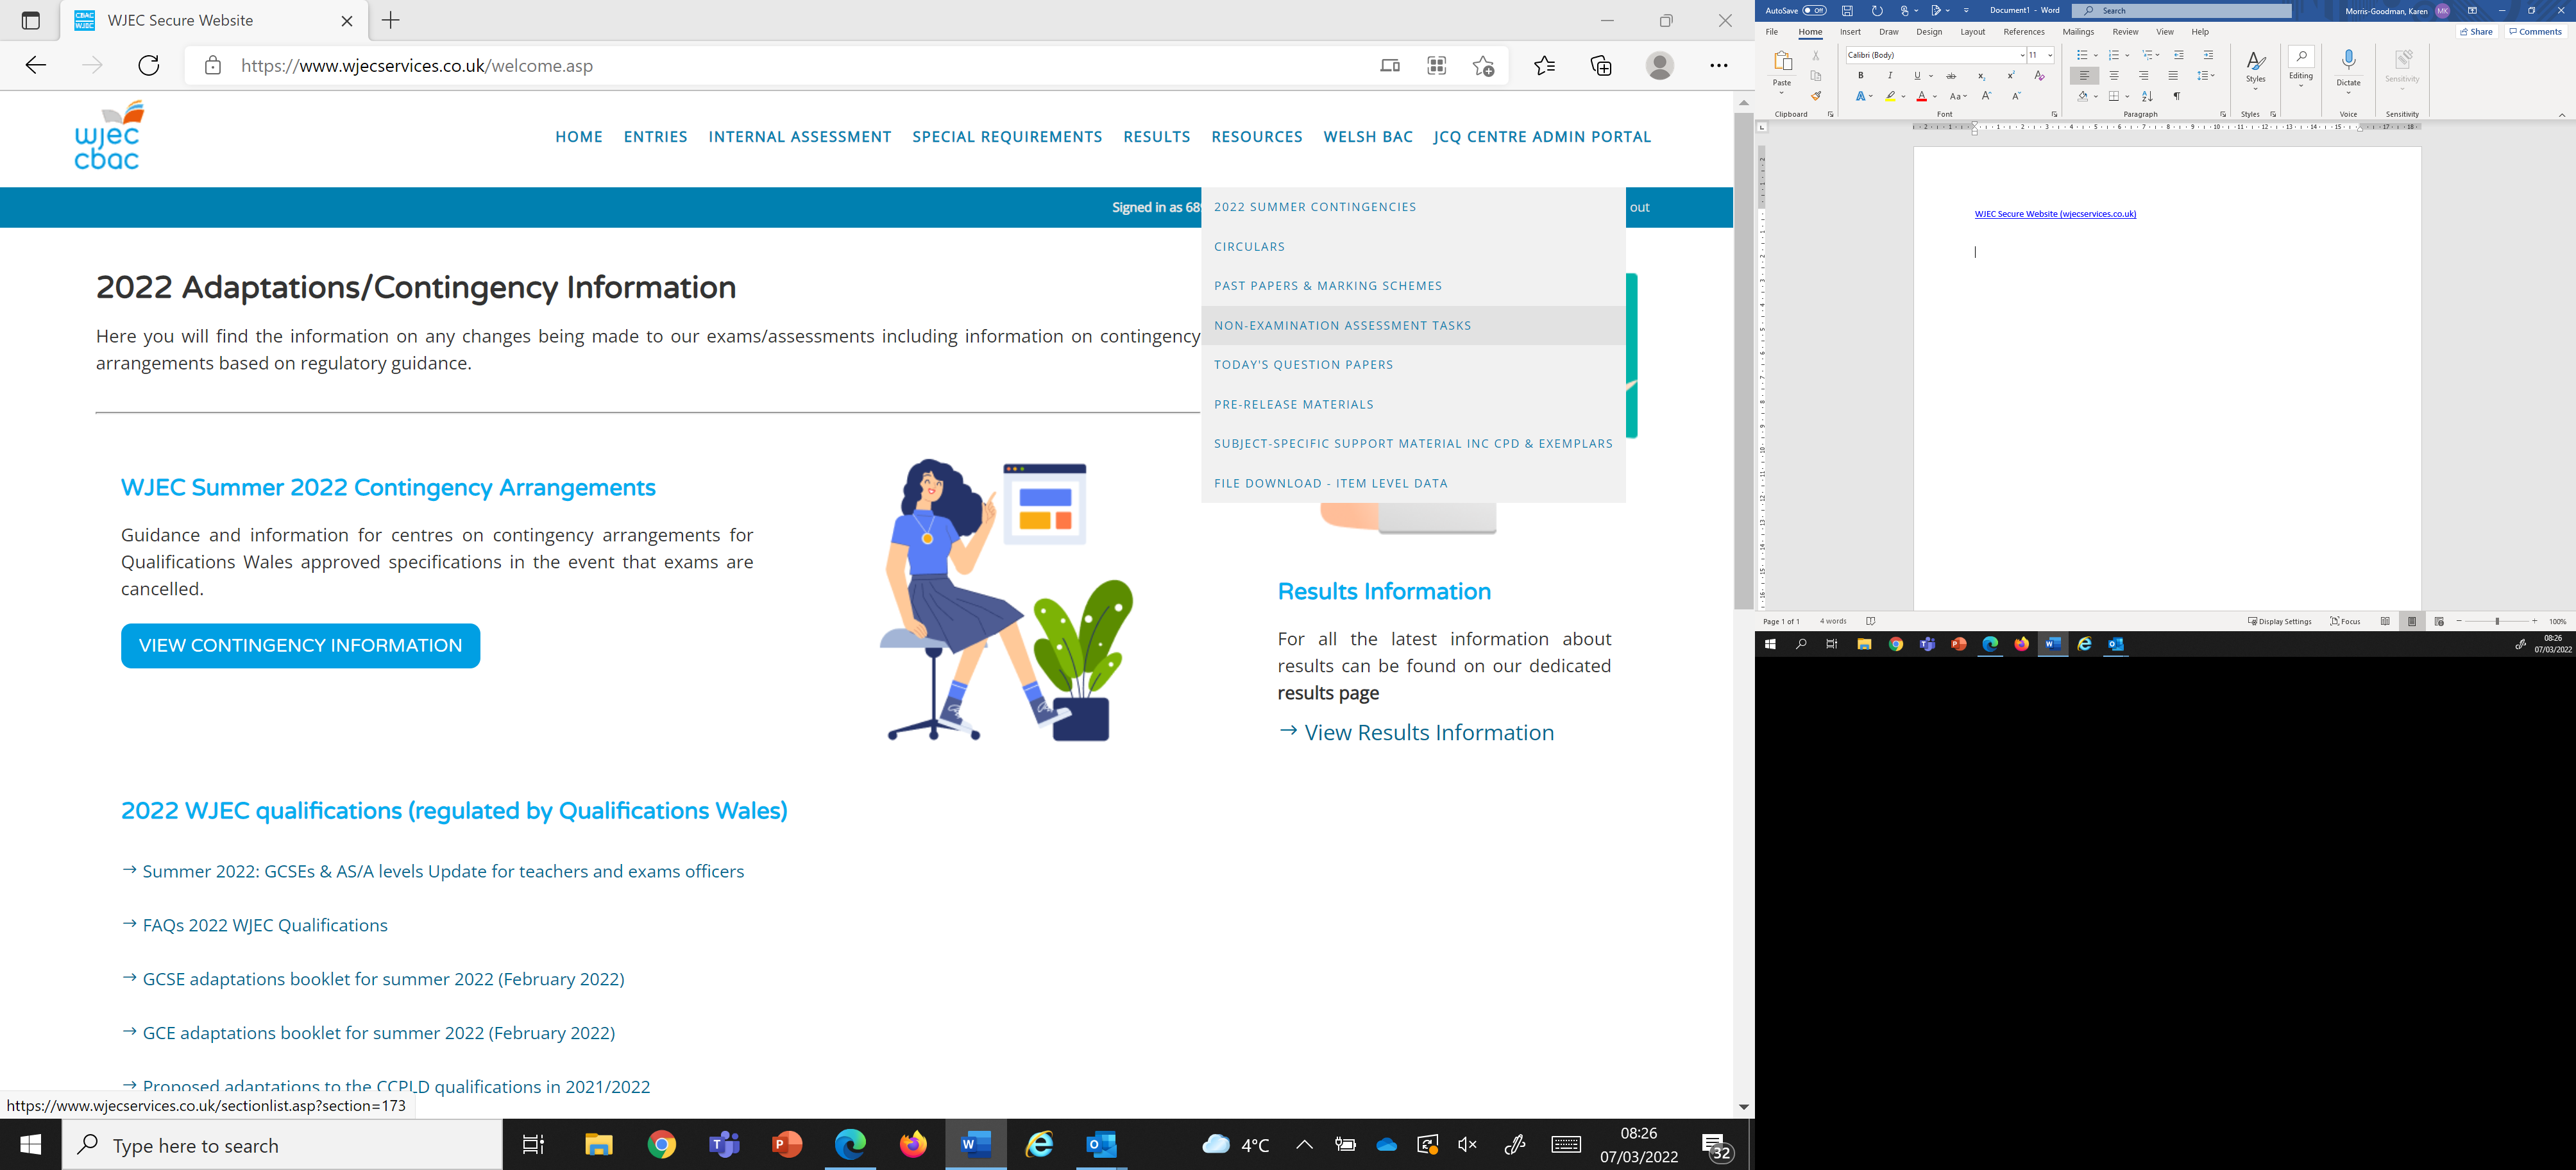 WJEC Secure Website
https://www.wjecservices.co.uk/welcome.asp
wjec
cbac
HOME ENTRIES INTERNAL ASSESSMENT SPECIAL REQUIREMENTS RESULTS RESOURCES WELSH BAC JCQ CENTRE ADMIN PORTAL
Signed in as 68 out
2022 SUMMER CONTINGENCIES
CIRCULARS
PAST PAPERS & MARKING SCHEMES
NON-EXAMINATION ASSESSMENT TASKS
TODAY'S QUESTION PAPERS
PRE-RELEASE MATERIALS
SUBJECT-SPECIFIC SUPPORT MATERIAL INC CPD & EXEMPLARS
FILE DOWNLOAD - ITEM LEVEL DATA
2022 Adaptations/Contingency Information
Here you will find the information on any changes being made to our exams/assessments including information on contingency
arrangements based on regulatory guidance.
WJEC Summer 2022 Contingency Arrangements
Guidance and information for centres on contingency arrangements for
Qualifications Wales approved specifications in the event that exams are
cancelled.
VIEW CONTINGENCY INFORMATION
Results Information
For all the latest information about
results can be found on our dedicated
results page
→ View Results Information
2022 WJEC qualifications (regulated by Qualifications Wales)
→ Summer 2022: GCSEs & AS/A levels Update for teachers and exams officers
→ FAQs 2022 WJEC Qualifications
→ GCSE adaptations booklet for summer 2022 (February 2022)
→ GCE adaptations booklet for summer 2022 (February 2022)
→ Proposed adaptations to the CCPLD qualifications in 2021/2022
https://www.wjecservices.co.uk/sectionlist.asp?section=173
Type here to search
4°C
08:26
07/03/2022
32
AutoSave Off Document1 - Word Search Morris-Goodman, Karen MK
File Home Insert Draw Design Layout References Mailings Review View Help Share Comments
Calibri (Body) 11
Paste Styles Editing Dictate Sensitivity
Clipboard Font Paragraph Styles Voice Sensitivity
WJEC Secure Website (wjecservices.co.uk)
Page 1 of 1 4 words Display Settings Focus 100%
08:26
07/03/2022